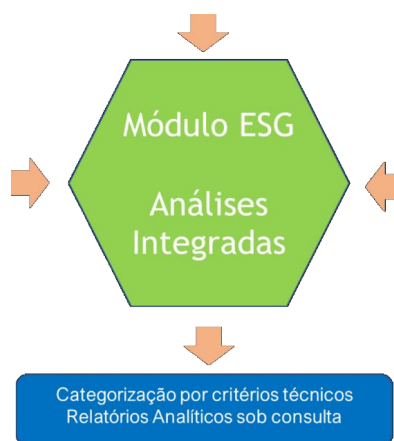 Módulo ESG
Análises
Integradas
Categorização por critérios técnicos
Relatórios Analíticos sob consulta